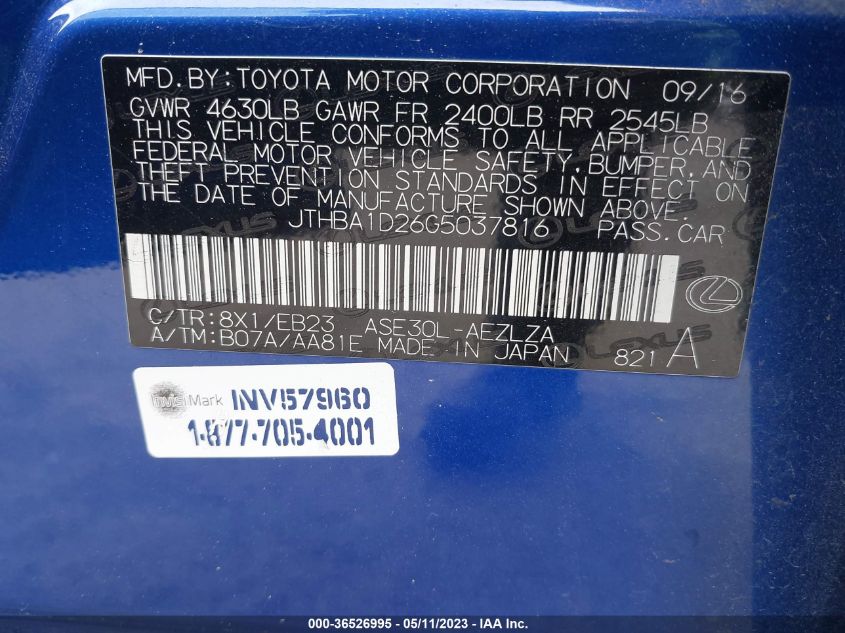 MFD. BY: TOYOTA MOTOR CORPORATION 09/16
GVWR 4630LB GAWR FR 2400LB RR 2545LB
THIS VEHICLE CONFORMS TO ALL APPLICABLE
FEDERAL MOTOR VEHICLE SAFETY, BUMPER, AND
THEFT PREVENTION STANDARDS IN EFFECT ON
THE DATE OF MANUFACTURE SHOWN ABOVE.
JTHBA1D26G5037816 PASS. CAR
C/TR: 8X1/EB23 ASE30L-AEZLZA
A/TM: B07A/AA81E MADE IN JAPAN 821 A
LEXUS
InvisiMark INV57960
1-877-705-4001
000-36526995 - 05/11/2023 - IAA Inc.